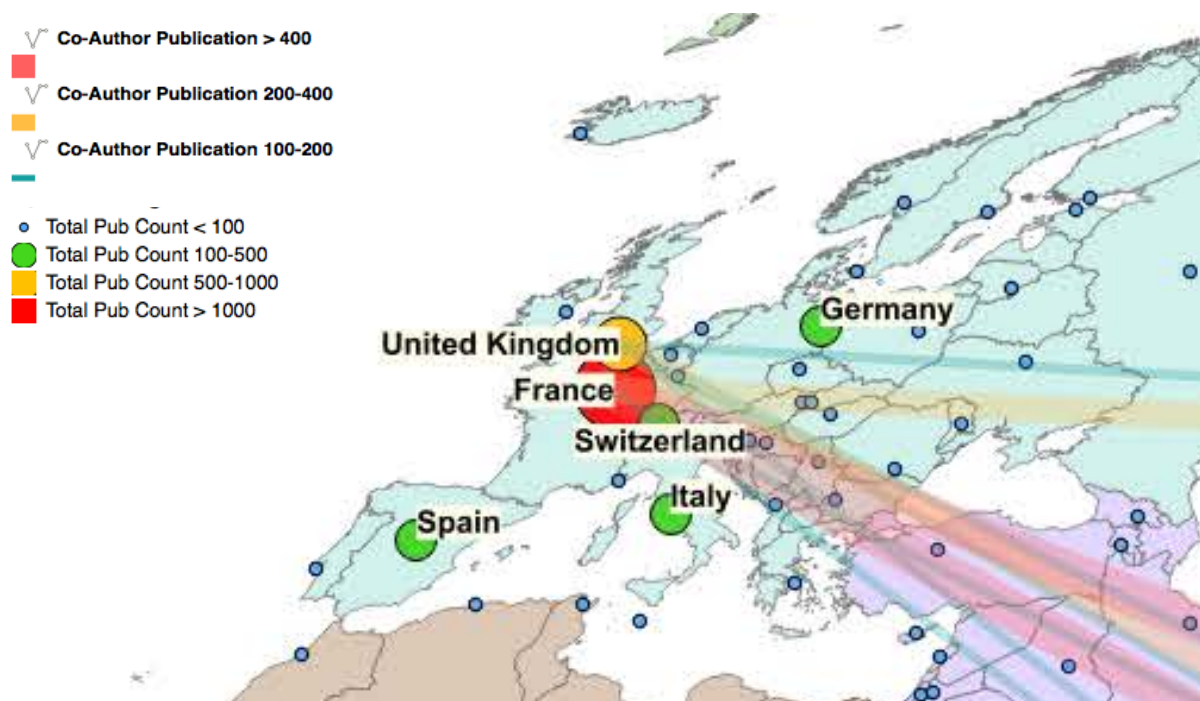 Co-Author Publication > 400
Co-Author Publication 200-400
Co-Author Publication 100-200
Total Pub Count < 100
Total Pub Count 100-500
Total Pub Count 500-1000
Total Pub Count > 1000
Germany
United Kingdom
France
Switzerland
Italy
Spain